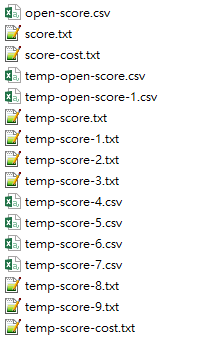 open-score.csv
score.txt
score-cost.txt
temp-open-score.csv
temp-open-score-1.csv
temp-score.txt
temp-score-1.txt
temp-score-2.txt
temp-score-3.txt
temp-score-4.csv
temp-score-5.csv
temp-score-6.csv
temp-score-7.csv
temp-score-8.txt
temp-score-9.txt
temp-score-cost.txt